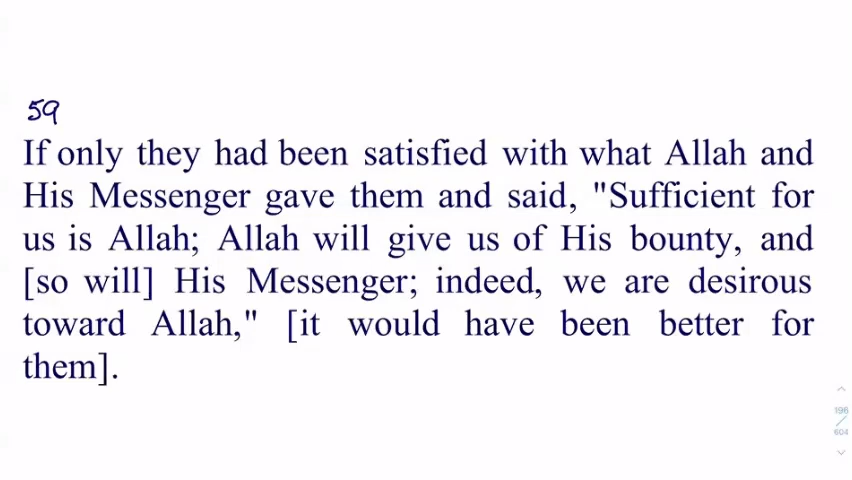 59
If only they had been satisfied with what Allah and
His Messenger gave them and said, "Sufficient for
us is Allah; Allah will give us of His bounty, and
[so will] His Messenger; indeed, we are desirous
toward Allah," [it would have been better for
them].
196
/
604